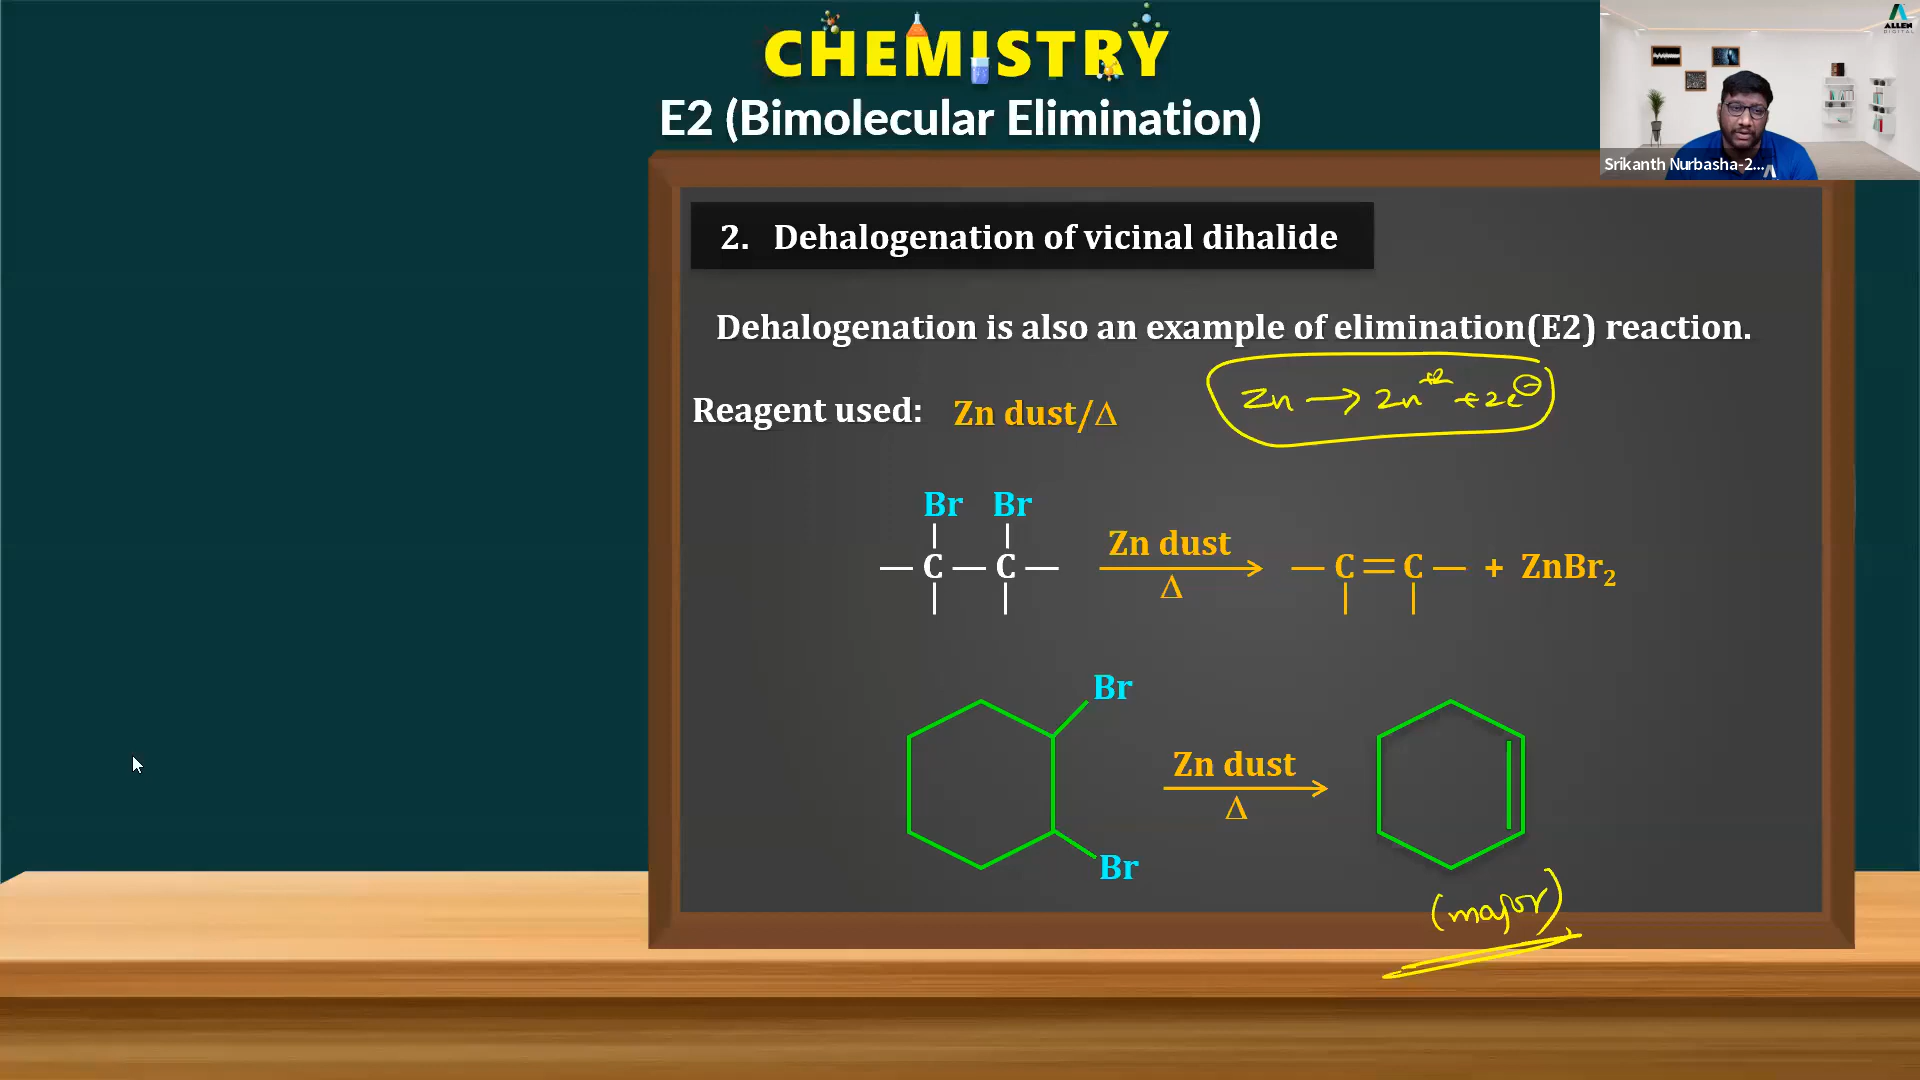 CHEMISTRY
E2 (Bimolecular Elimination)
ALLEN
DIGITAL
Srikanth Nurbasha-2...
2. Dehalogenation of vicinal dihalide
Dehalogenation is also an example of elimination(E2) reaction.
Zn → Zn⁺² + 2e⊖
Reagent used: Zn dust/Δ
Br Br
Zn dust
— C — C — → — C = C — + ZnBr₂
Δ
Br
Zn dust
Δ
Br
(major)